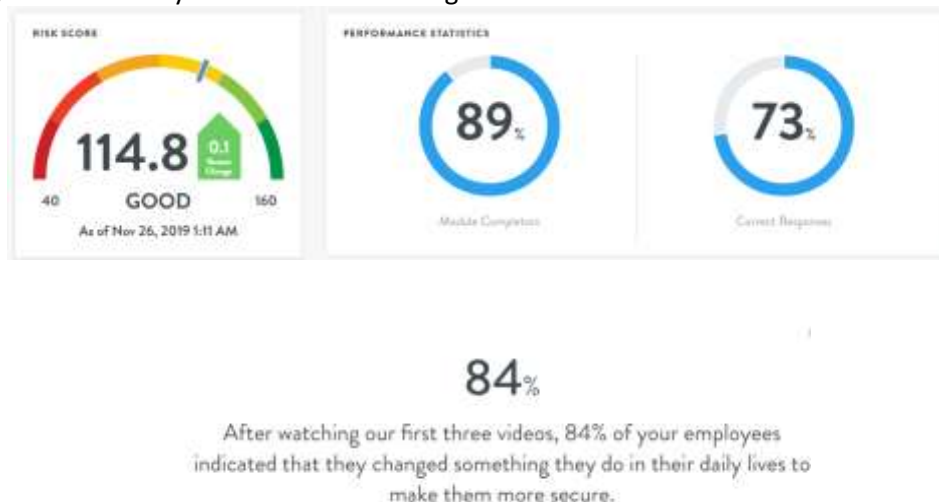 RISK SCORE
114.8
0.1
40
GOOD
160
As of Nov 26, 2019 1:11 AM
PERFORMANCE STATISTICS
89%
Module Completion
73%
Correct Responses
84%
After watching our first three videos, 84% of your employees
indicated that they changed something they do in their daily lives to
make them more secure.